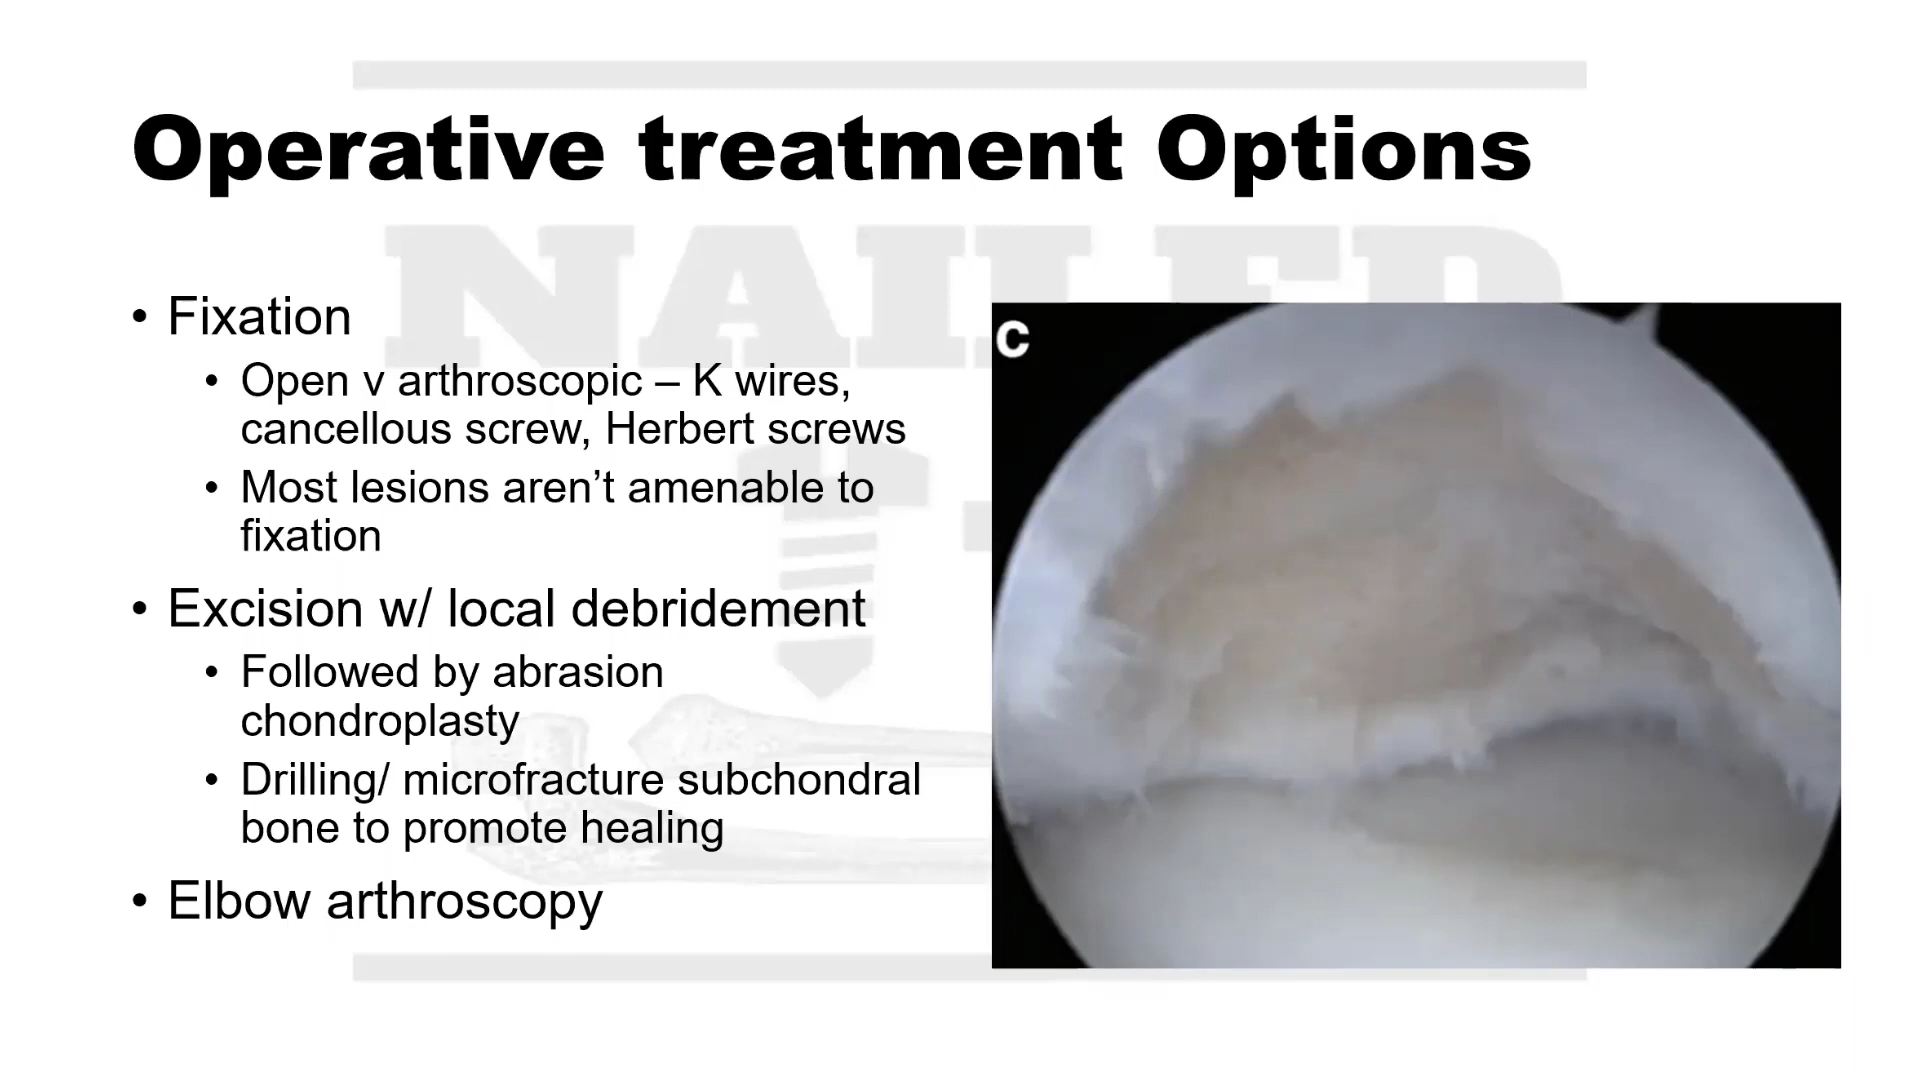 Operative treatment Options
NAILED
• Fixation
• Open v arthroscopic – K wires,
cancellous screw, Herbert screws
• Most lesions aren’t amenable to
fixation
• Excision w/ local debridement
• Followed by abrasion
chondroplasty
• Drilling/ microfracture subchondral
bone to promote healing
• Elbow arthroscopy
C